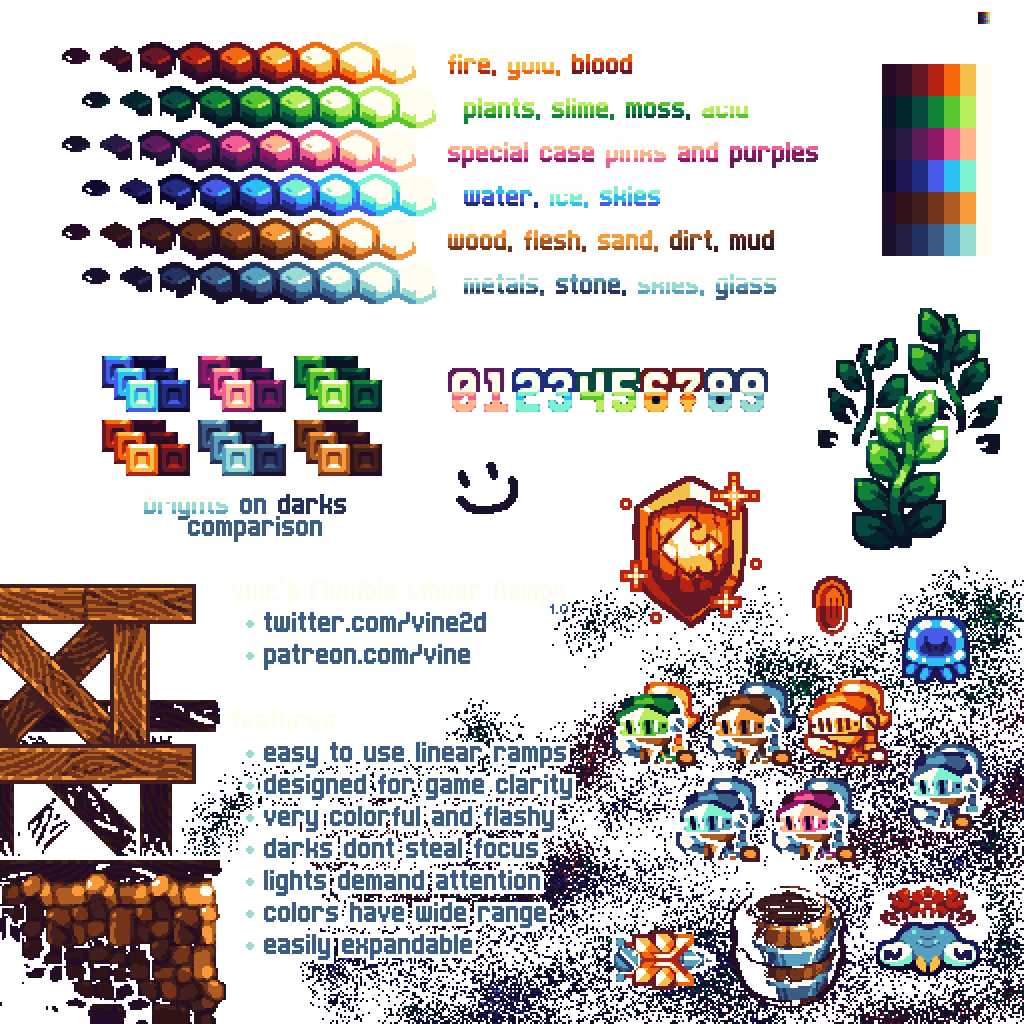 fire, gold, blood
plants, slime, moss, acid
special case pinks and purples
water, ice, skies
wood, flesh, sand, dirt, mud
metals, stone, skies, glass
0123456789
brights on darks
comparison
VINE's Flexible Linear Ramps
1.0
• twitter.com/vine2d
• patreon.com/vine
features:
• easy to use linear ramps
• designed for game clarity
• very colorful and flashy
• darks dont steal focus
• lights demand attention
• colors have wide range
• easily expandable